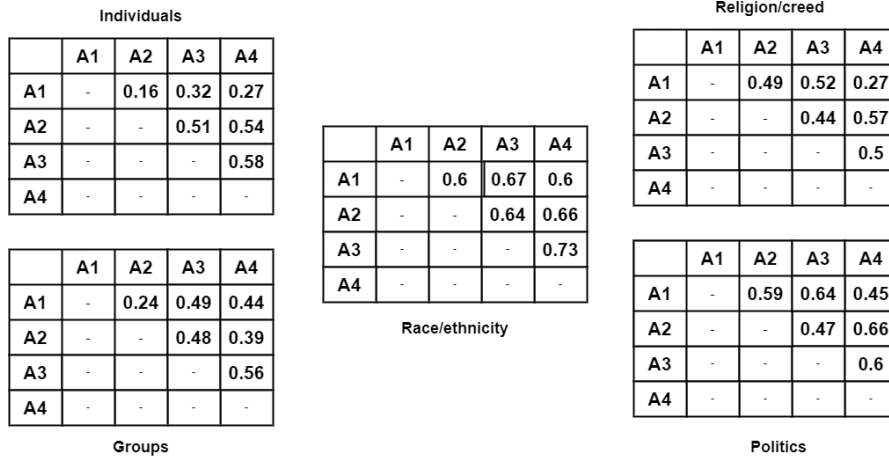 Individuals
A1 A2 A3 A4
A1 - 0.16 0.32 0.27
A2 - - 0.51 0.54
A3 - - - 0.58
A4 - - - -
A1 A2 A3 A4
A1 - 0.24 0.49 0.44
A2 - - 0.48 0.39
A3 - - - 0.56
A4 - - - -
Groups
A1 A2 A3 A4
A1 - 0.6 0.67 0.6
A2 - - 0.64 0.66
A3 - - - 0.73
A4 - - - -
Race/ethnicity
Religion/creed
A1 A2 A3 A4
A1 - 0.49 0.52 0.27
A2 - - 0.44 0.57
A3 - - - 0.5
A4 - - - -
A1 A2 A3 A4
A1 - 0.59 0.64 0.45
A2 - - 0.47 0.66
A3 - - - 0.6
A4 - - - -
Politics